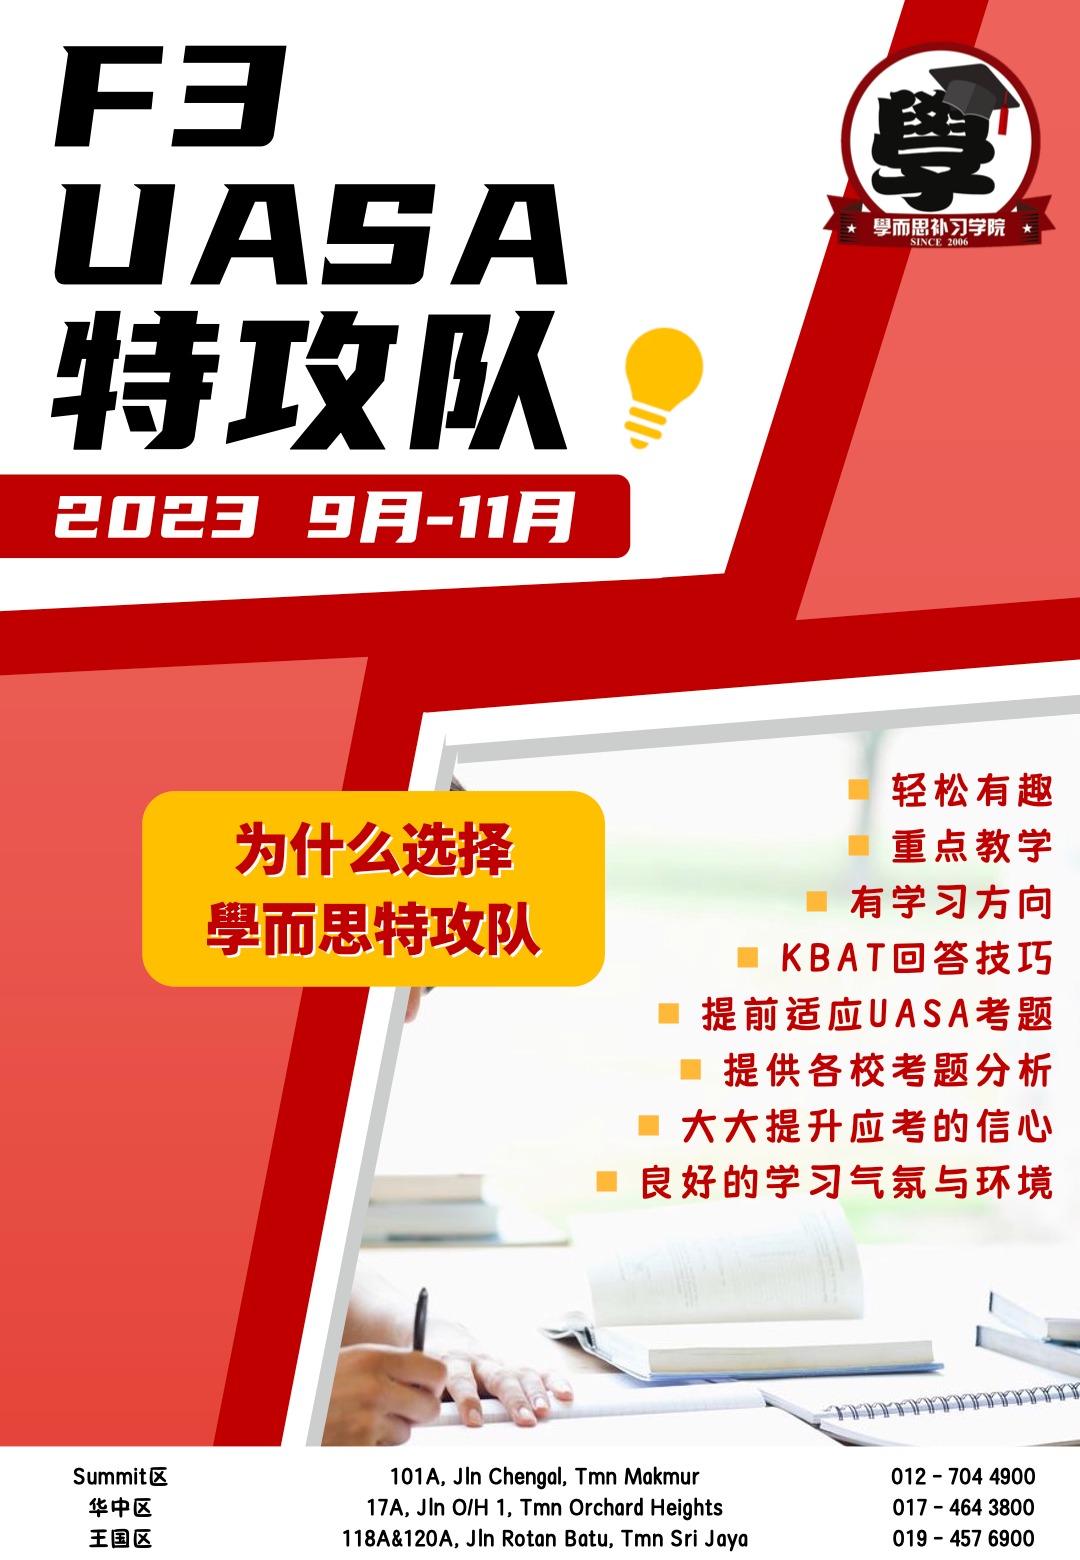 F3
UASA
特攻队
學
學而思补习学院
SINCE 2006
2023 9月-11月
为什么选择
學而思特攻队
轻松有趣
重点教学
有学习方向
KBAT回答技巧
提前适应UASA考题
提供各校考题分析
大大提升应考的信心
良好的学习气氛与环境
Summit区 101A, Jln Chengal, Tmn Makmur 012 - 704 4900
华中区 17A, Jln O/H 1, Tmn Orchard Heights 017 - 464 3800
王国区 118A&120A, Jln Rotan Batu, Tmn Sri Jaya 019 - 457 6900